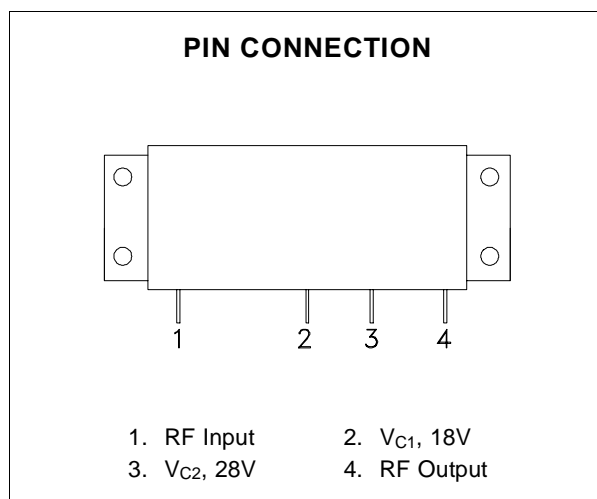 PIN CONNECTION
1 2 3 4
1. RF Input 2. VC1, 18V
3. VC2, 28V 4. RF Output